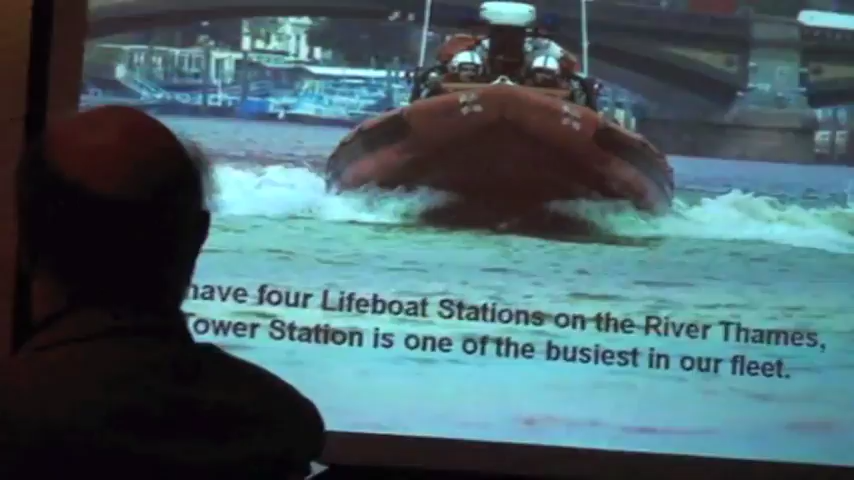 have four Lifeboat Stations on the River Thames,
Tower Station is one of the busiest in our fleet.